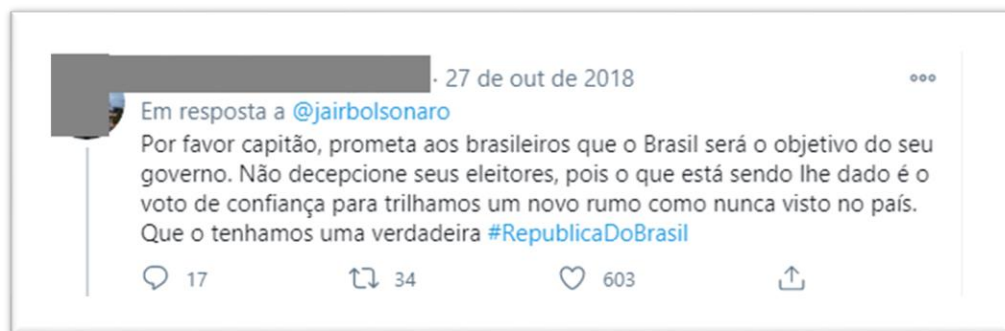 · 27 de out de 2018
Em resposta a @jairbolsonaro
Por favor capitão, prometa aos brasileiros que o Brasil será o objetivo do seu
governo. Não decepcione seus eleitores, pois o que está sendo lhe dado é o
voto de confiança para trilhamos um novo rumo como nunca visto no país.
Que o tenhamos uma verdadeira #RepublicaDoBrasil
17 34 603